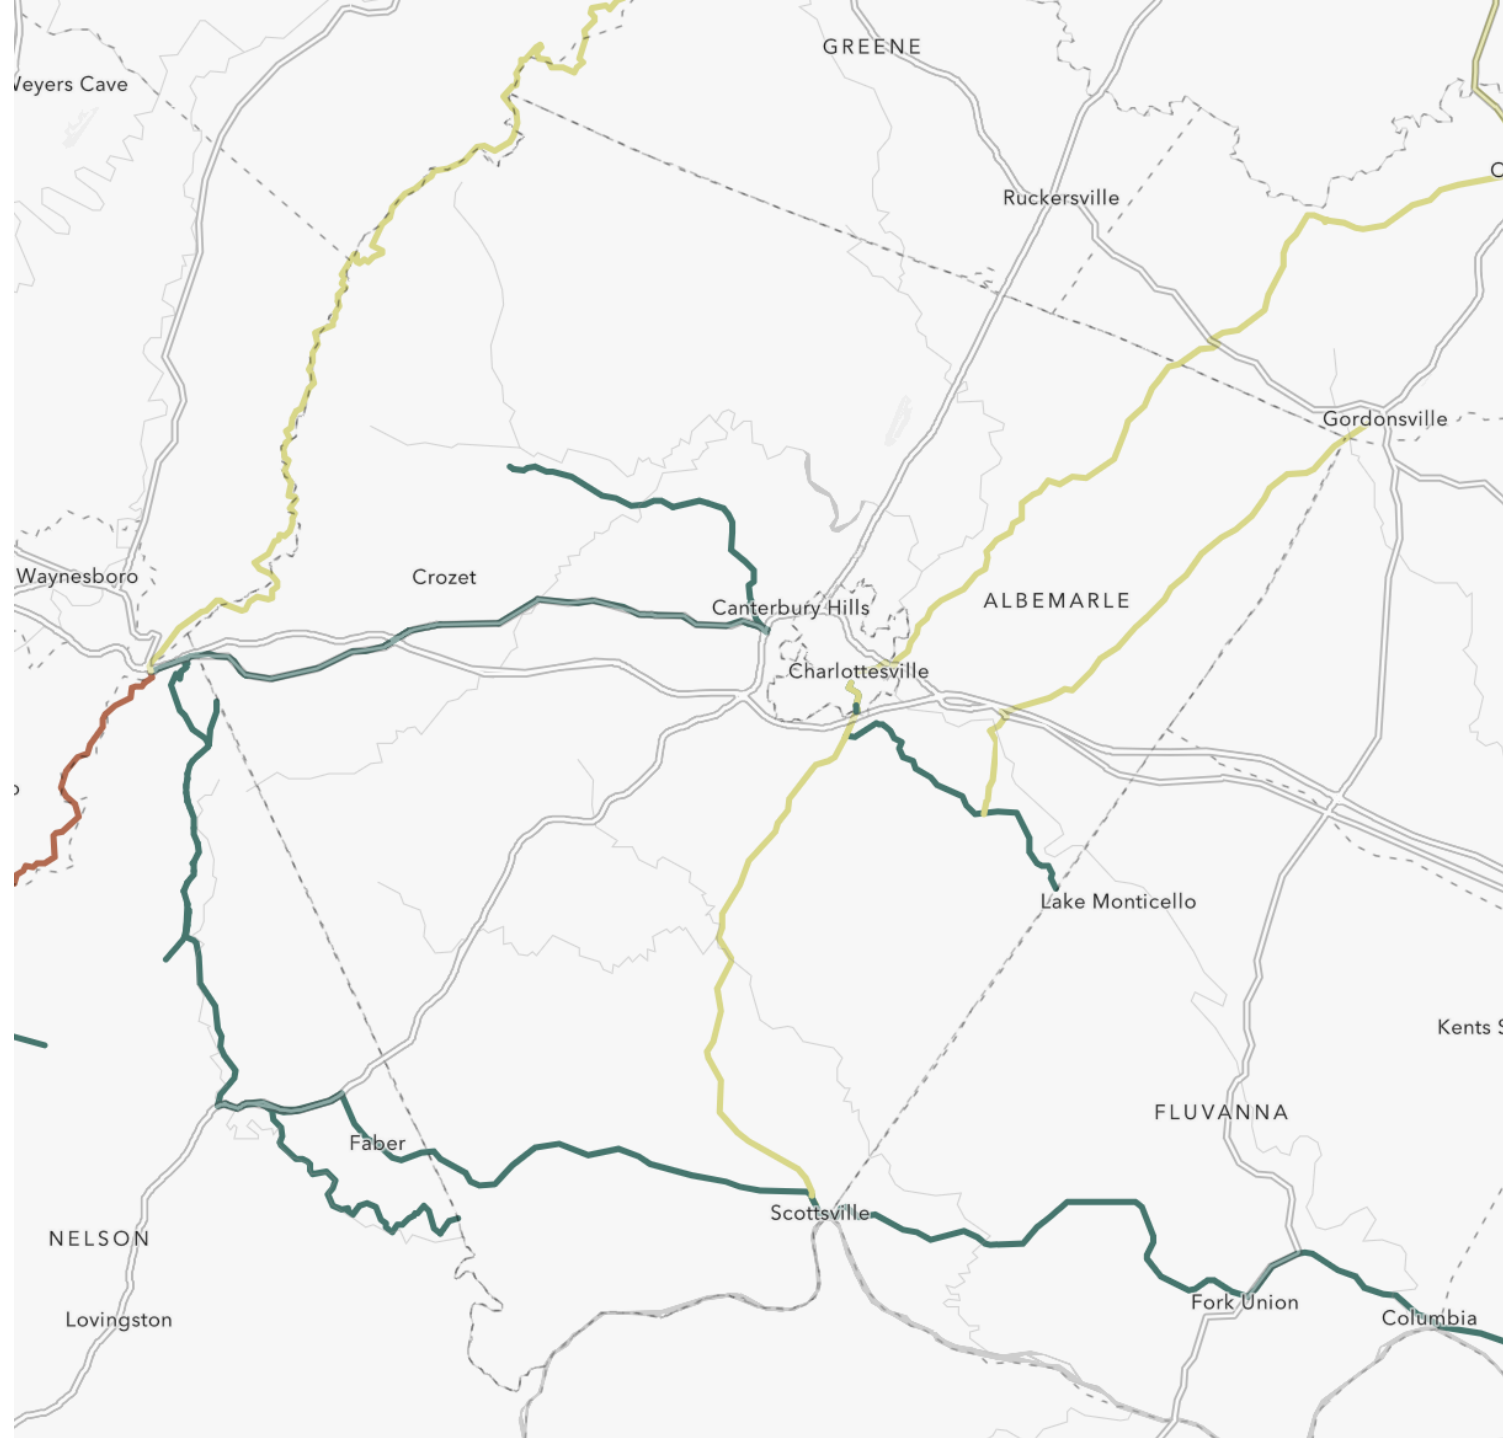 GREENE
Weyers Cave
Ruckersville
Gordonsville
Waynesboro
Crozet
Canterbury Hills
ALBEMARLE
Charlottesville
Lake Monticello
Kents S
FLUVANNA
Faber
Scottsville
NELSON
Fork Union
Lovingston
Columbia